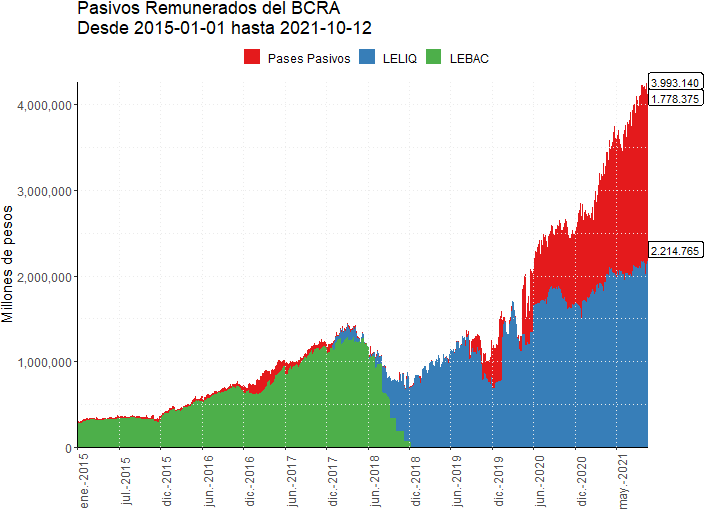 Pasivos Remunerados del BCRA
Desde 2015-01-01 hasta 2021-10-12
Pases Pasivos LELIQ LEBAC
3.993.140
1.778.375
2.214.765
Millones de pesos
4,000,000
3,000,000
2,000,000
1,000,000
0
ene.-2015
jul.-2015
dic.-2015
jun.-2016
dic.-2016
jun.-2017
dic.-2017
jun.-2018
dic.-2018
jun.-2019
dic.-2019
jun.-2020
dic.-2020
may.-2021